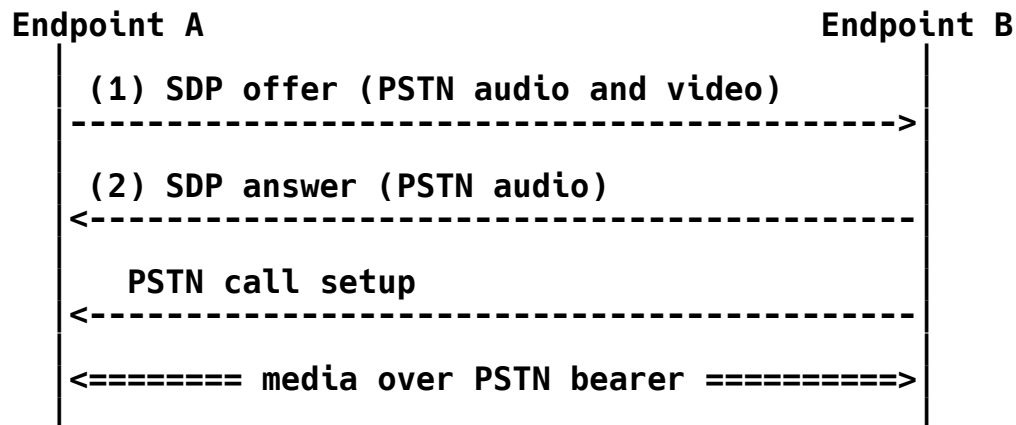 Endpoint A Endpoint B
(1) SDP offer (PSTN audio and video)
|------------------------------------------->|
(2) SDP answer (PSTN audio)
|<-------------------------------------------|
PSTN call setup
|<-------------------------------------------|
|<======== media over PSTN bearer ==========>|